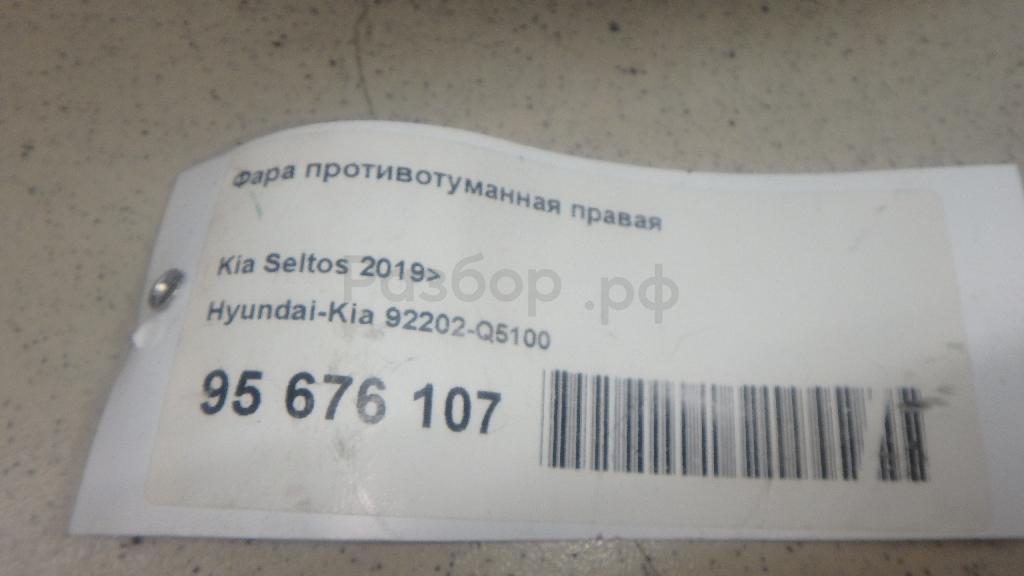 Фара противотуманная правая
Kia Seltos 2019>
Разбор.рф
Hyundai-Kia 92202-Q5100
95 676 107